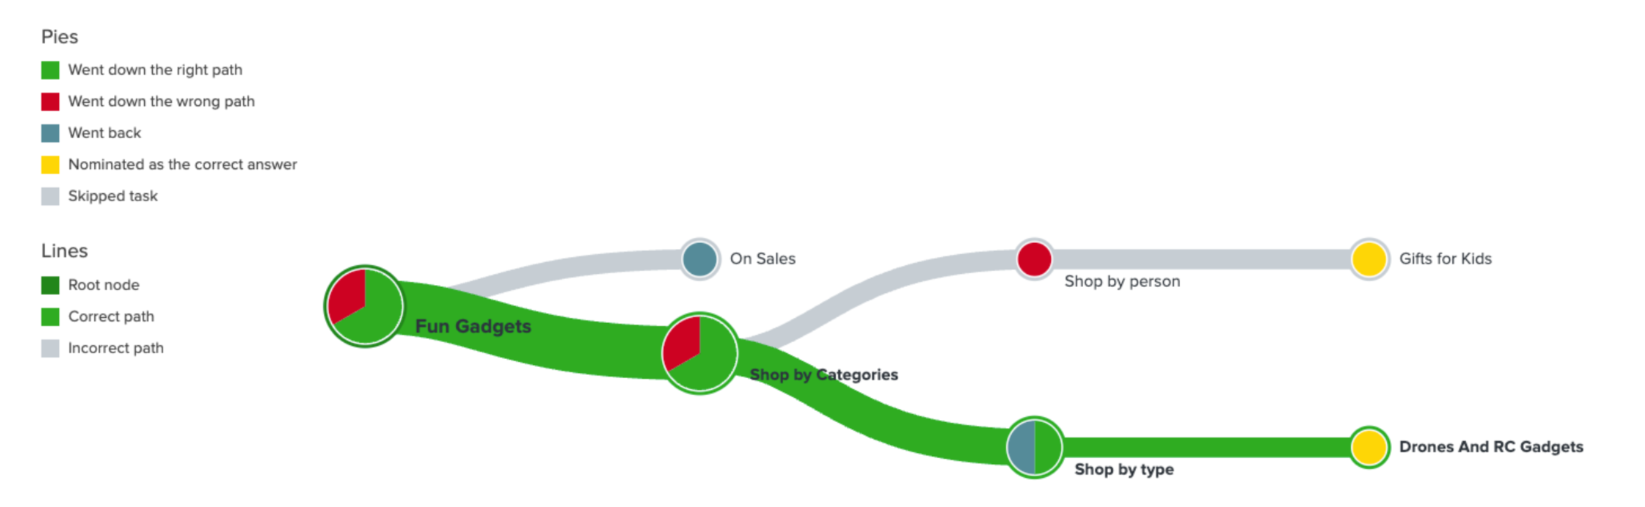 Pies
Went down the right path
Went down the wrong path
Went back
Nominated as the correct answer
Skipped task
Lines
Root node
Correct path
Incorrect path
On Sales
Gifts for Kids
Shop by person
Fun Gadgets
Shop by Categories
Drones And RC Gadgets
Shop by type